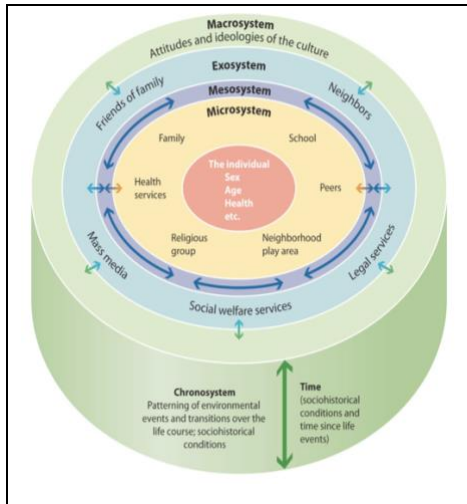 Macrosystem
Attitudes and ideologies of the culture
Exosystem
Friends of family
Neighbors
Mesosystem
Microsystem
Family
School
The individual
Sex
Age
Health
etc.
Health
services
Peers
Religious
group
Neighborhood
play area
Mass media
Legal services
Social welfare services
Chronosystem
Patterning of environmental
events and transitions over the
life course; sociohistorical
conditions
Time
(sociohistorical
conditions and
time since life
events)